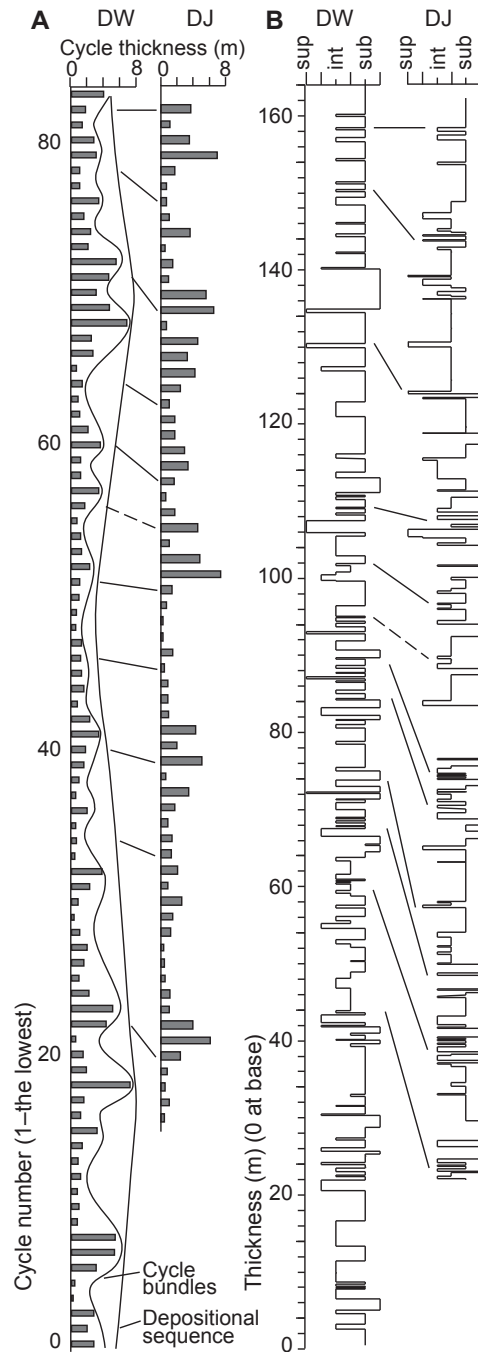 A DW DJ
Cycle thickness (m)
0 8 0 8
80
60
40
20
0
Cycle number (1–the lowest)
Cycle bundles
Depositional sequence
B DW DJ
sup int sub sup int sub
160
140
120
100
80
60
40
20
0
Thickness (m) (0 at base)